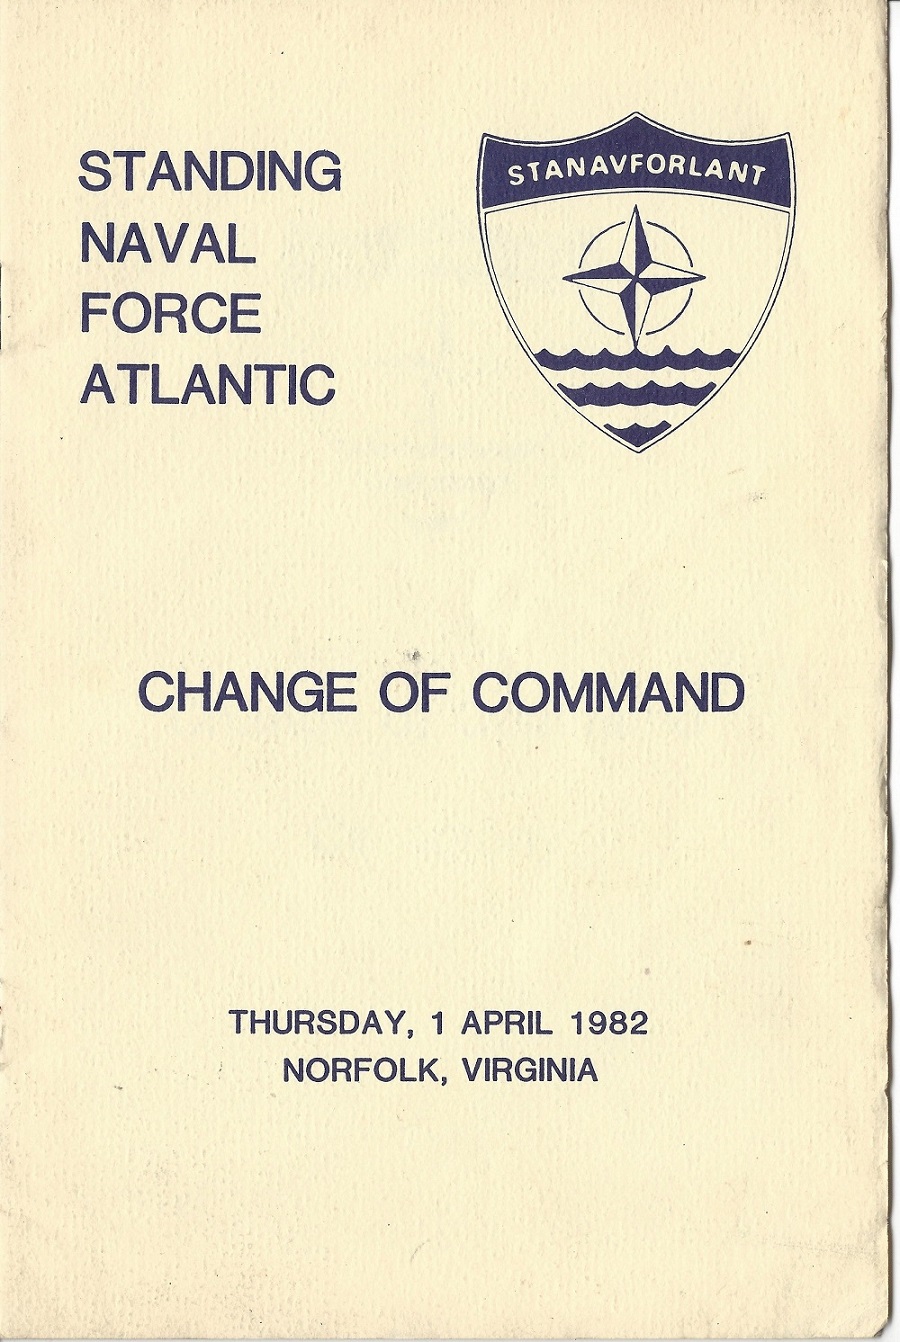 STANDING
NAVAL
FORCE
ATLANTIC
STANAVFORLANT
CHANGE OF COMMAND
THURSDAY, 1 APRIL 1982
NORFOLK, VIRGINIA